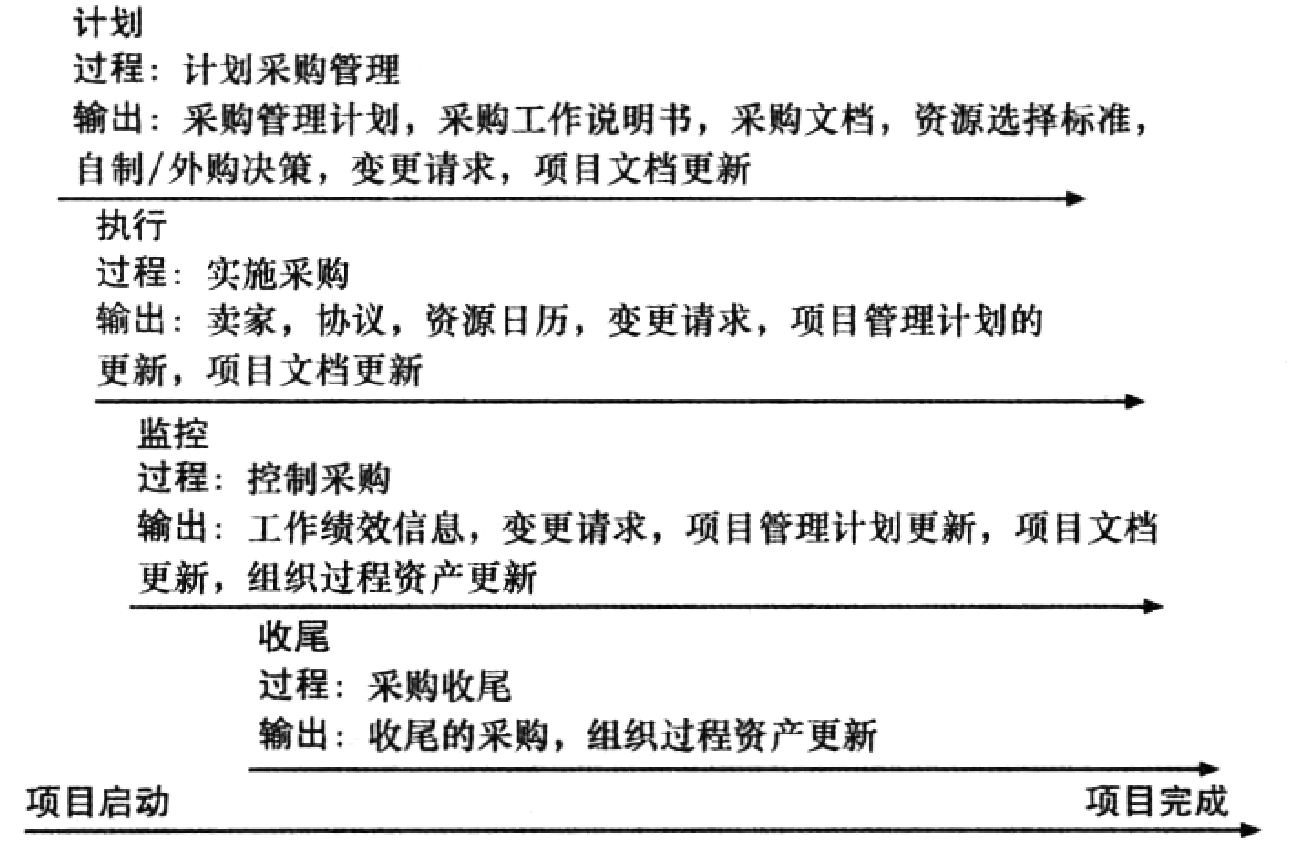 计划
过程：计划采购管理
输出：采购管理计划，采购工作说明书，采购文档，资源选择标准，
自制/外购决策，变更请求，项目文档更新
执行
过程：实施采购
输出：卖家，协议，资源日历，变更请求，项目管理计划的
更新，项目文档更新
监控
过程：控制采购
输出：工作绩效信息，变更请求，项目管理计划更新，项目文档
更新，组织过程资产更新
收尾
过程：采购收尾
输出：收尾的采购，组织过程资产更新
项目启动 项目完成